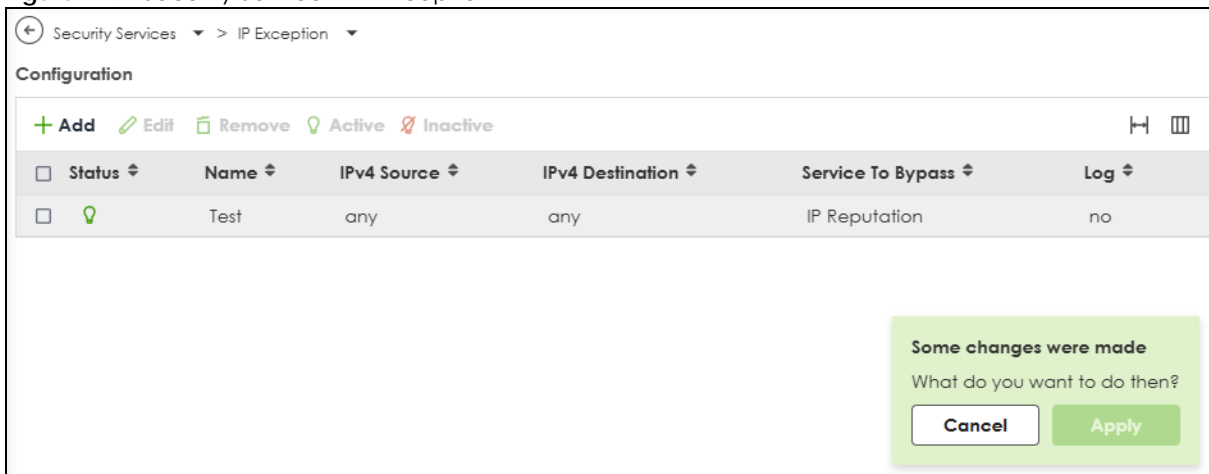 Security Services > IP Exception
Configuration
Add Edit Remove Active Inactive
Status Name IPv4 Source IPv4 Destination Service To Bypass Log
Test any any IP Reputation no
Some changes were made
What do you want to do then?
Cancel Apply